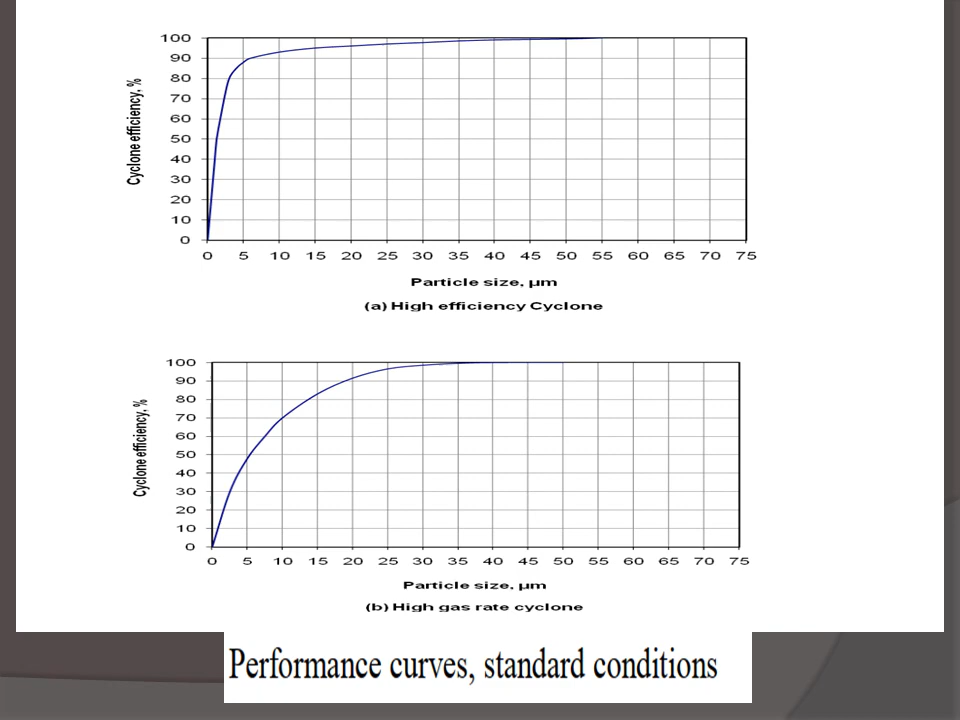 100
90
80
70
60
50
40
30
20
10
0
Cyclone efficiency, %
0 5 10 15 20 25 30 35 40 45 50 55 60 65 70 75
Particle size, µm
(a) High efficiency Cyclone
100
90
80
70
60
50
40
30
20
10
0
Cyclone efficiency, %
0 5 10 15 20 25 30 35 40 45 50 55 60 65 70 75
Particle size, µm
(b) High gas rate cyclone
Performance curves, standard conditions